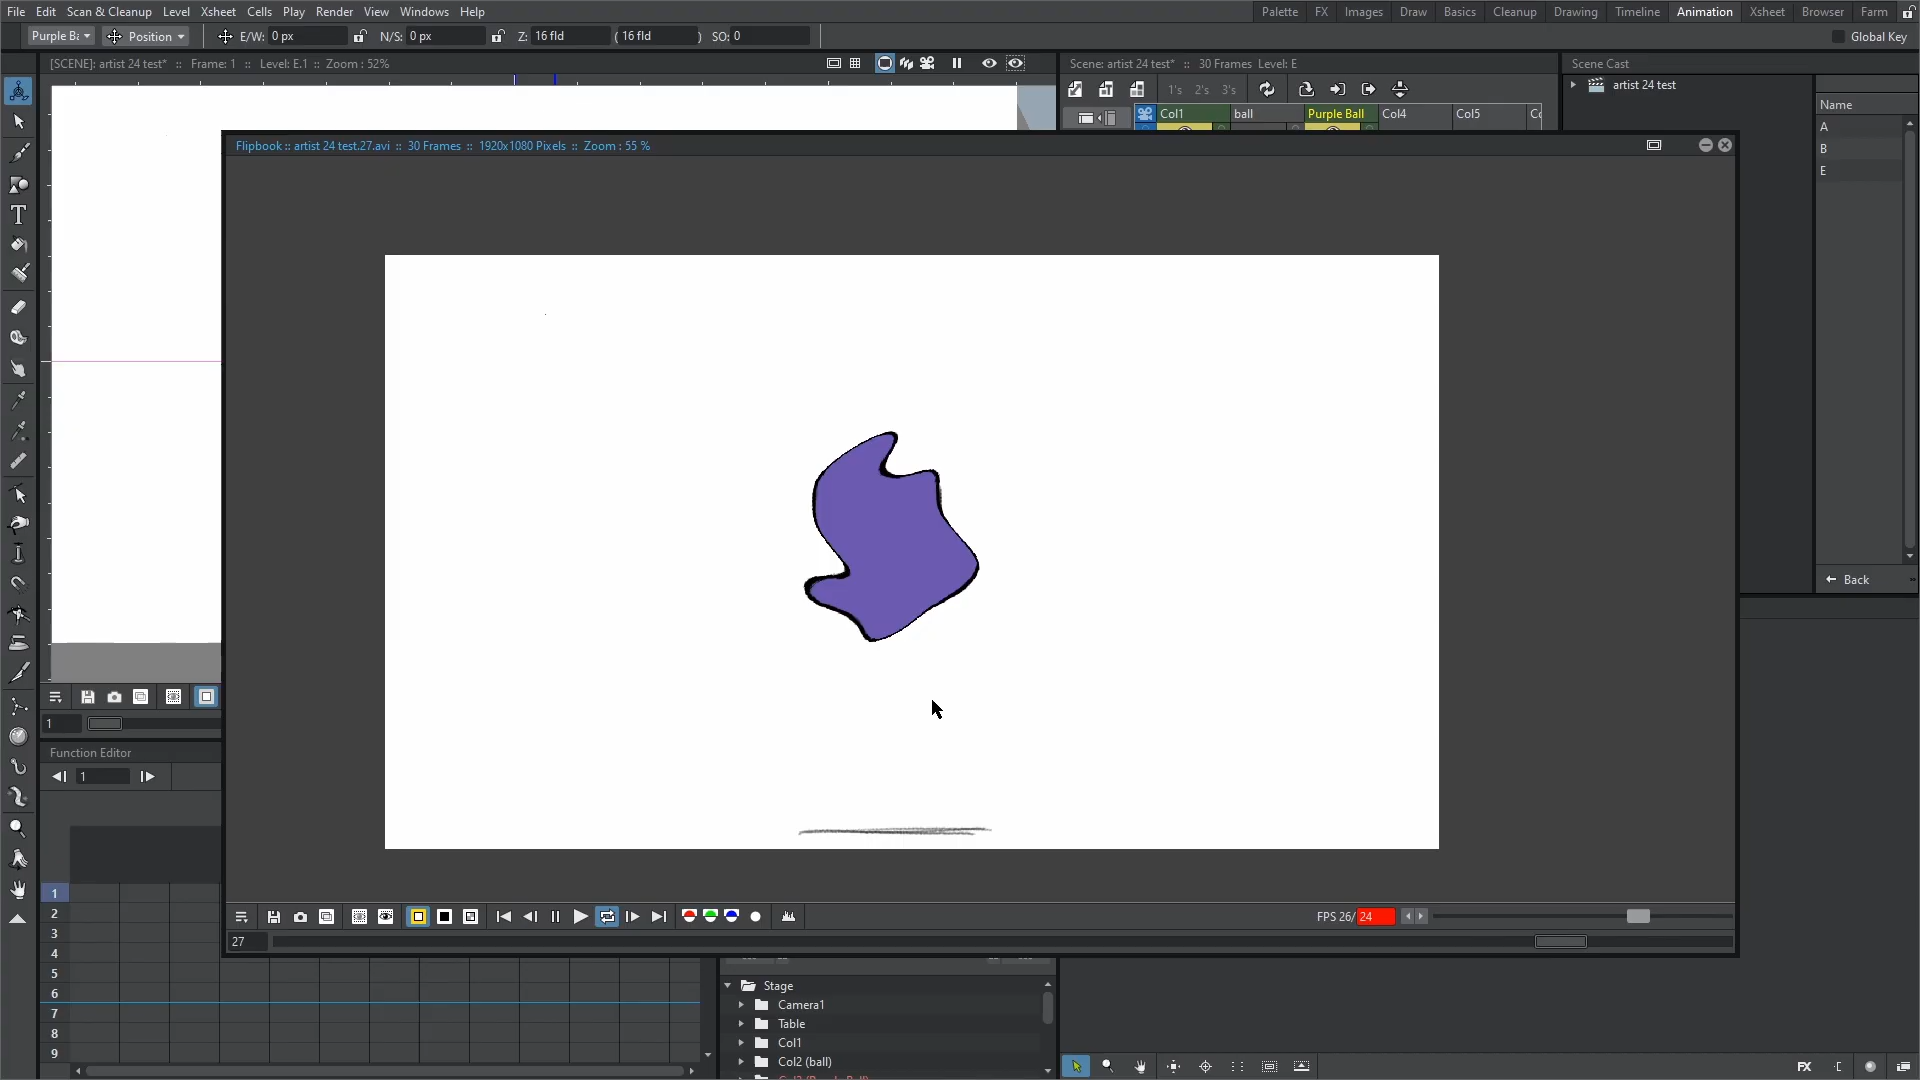 File Edit Scan & Cleanup Level Xsheet Cells Play Render View Windows Help Palette FX Images Draw Basics Cleanup Drawing Timeline Animation Xsheet Browser Farm
Purple Ba Position E/W: 0 px N/S: 0 px Z: 16 fld ( 16 fld ) SO: 0 Global Key
[SCENE]: artist 24 test* :: Frame: 1 :: Level: E.1 :: Zoom : 52% Scene: artist 24 test* :: 30 Frames Level: E Scene Cast
1's 2's 3's artist 24 test
Name
Col1 ball Purple Ball Col4 Col5
A
Flipbook :: artist 24 test.27.avi :: 30 Frames :: 1920x1080 Pixels :: Zoom : 55 %
B
E
T
Back
1
Function Editor
1
1
2
3
4
5
6
7
8
9
FPS 26/ 24
27
Stage
Camera1
Table
Col1
Col2 (ball)
FX